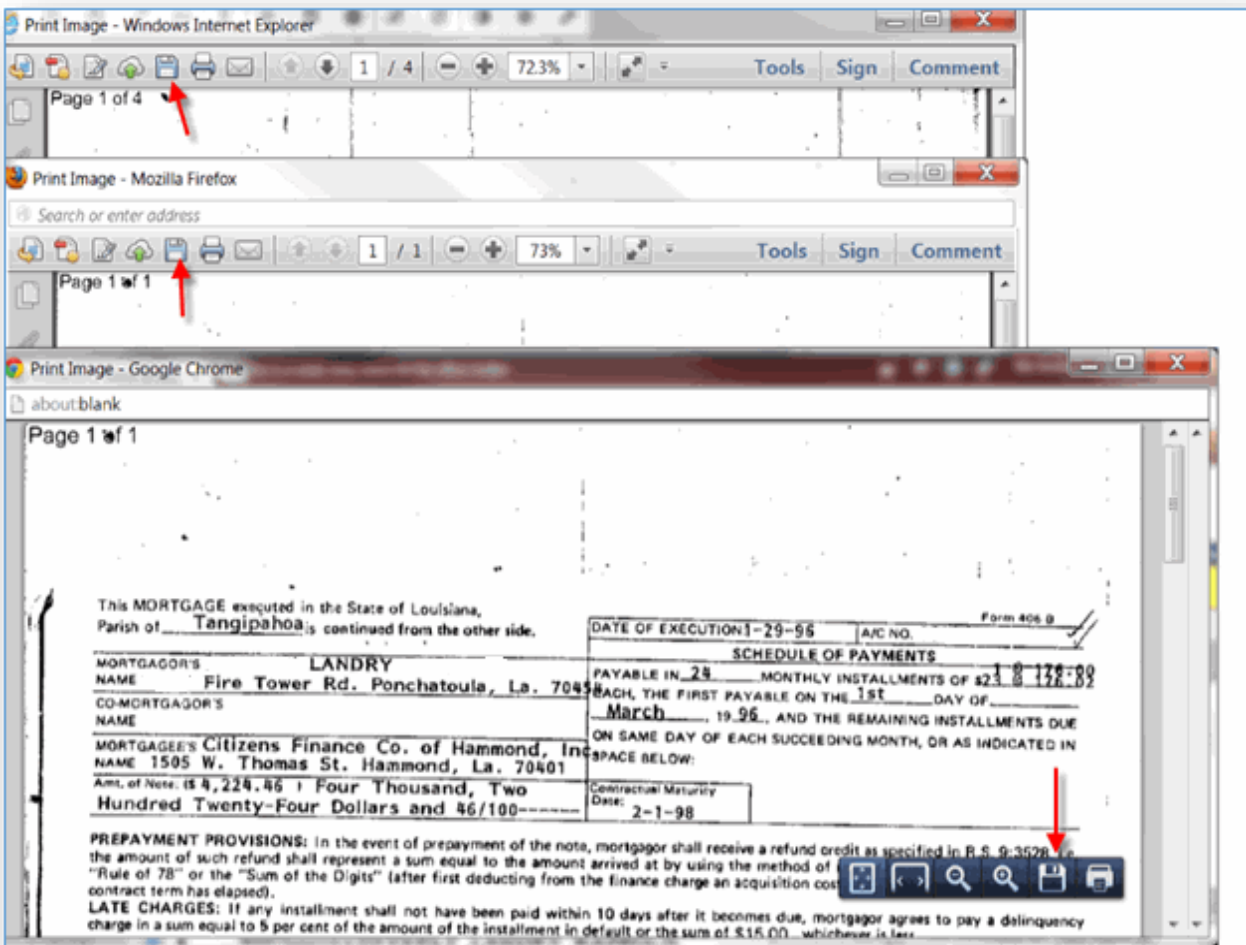 Print Image - Windows Internet Explorer
1 / 4 72.3% Tools Sign Comment
Page 1 of 4
Print Image - Mozilla Firefox
Search or enter address
1 / 1 73% Tools Sign Comment
Page 1 of 1
Print Image - Google Chrome
about:blank
Page 1 of 1
This MORTGAGE executed in the State of Louisiana,
Parish of Tangipahoa is continued from the other side.
Form 406 B
DATE OF EXECUTION 1-29-96 A/C NO.
SCHEDULE OF PAYMENTS
MORTGAGOR'S LANDRY
NAME Fire Tower Rd. Ponchatoula, La.
CO-MORTGAGOR'S
NAME
MORTGAGEE'S Citizens Finance Co. of Hammond, Inc
NAME 1505 W. Thomas St. Hammond, La. 70401
Amt. of Note: ($ 4,224.46 ) Four Thousand, Two
Hundred Twenty-Four Dollars and 46/100------
PAYABLE IN 24 MONTHLY INSTALLMENTS OF
EACH, THE FIRST PAYABLE ON THE 1st DAY OF
March, 19 96, AND THE REMAINING INSTALLMENTS DUE
ON SAME DAY OF EACH SUCCEEDING MONTH, OR AS INDICATED IN
SPACE BELOW:
Contractual Maturity
Date: 2-1-98
PREPAYMENT PROVISIONS: In the event of prepayment of the note, mortgagor shall receive a refund credit as specified in R.S. 9:3528
the amount of such refund shall represent a sum equal to the amount arrived at by using the method of
"Rule of 78" or the "Sum of the Digits" (after first deducting from the finance charge an acquisition
contract term has elapsed).
LATE CHARGES: If any installment shall not have been paid within 10 days after it becomes due, mortgagor agrees to pay a delinquency
charge in a sum equal to 5 per cent of the amount of the installment in default or the sum of $15.00, whichever is less